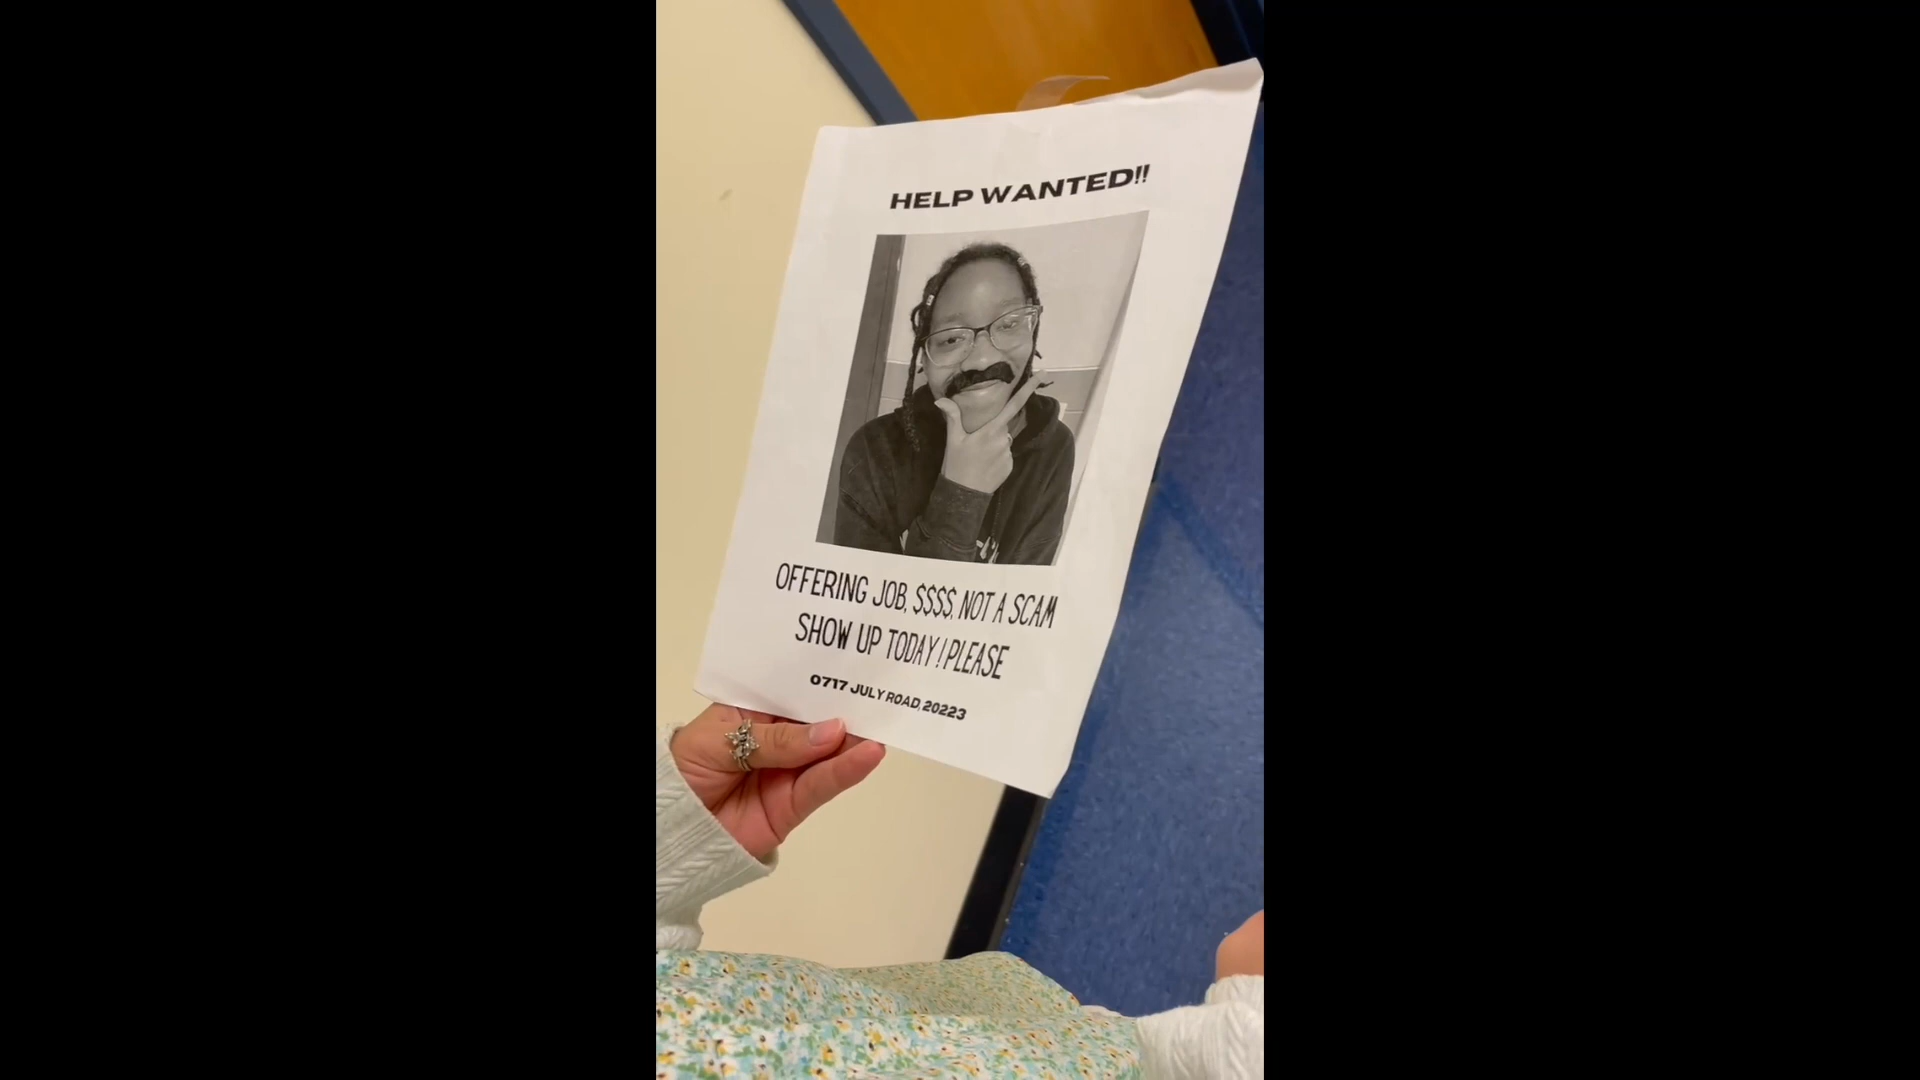 HELP WANTED!!
OFFERING JOB, $$$$, NOT A SCAM
SHOW UP TODAY! PLEASE
0717 JULY ROAD, 20223